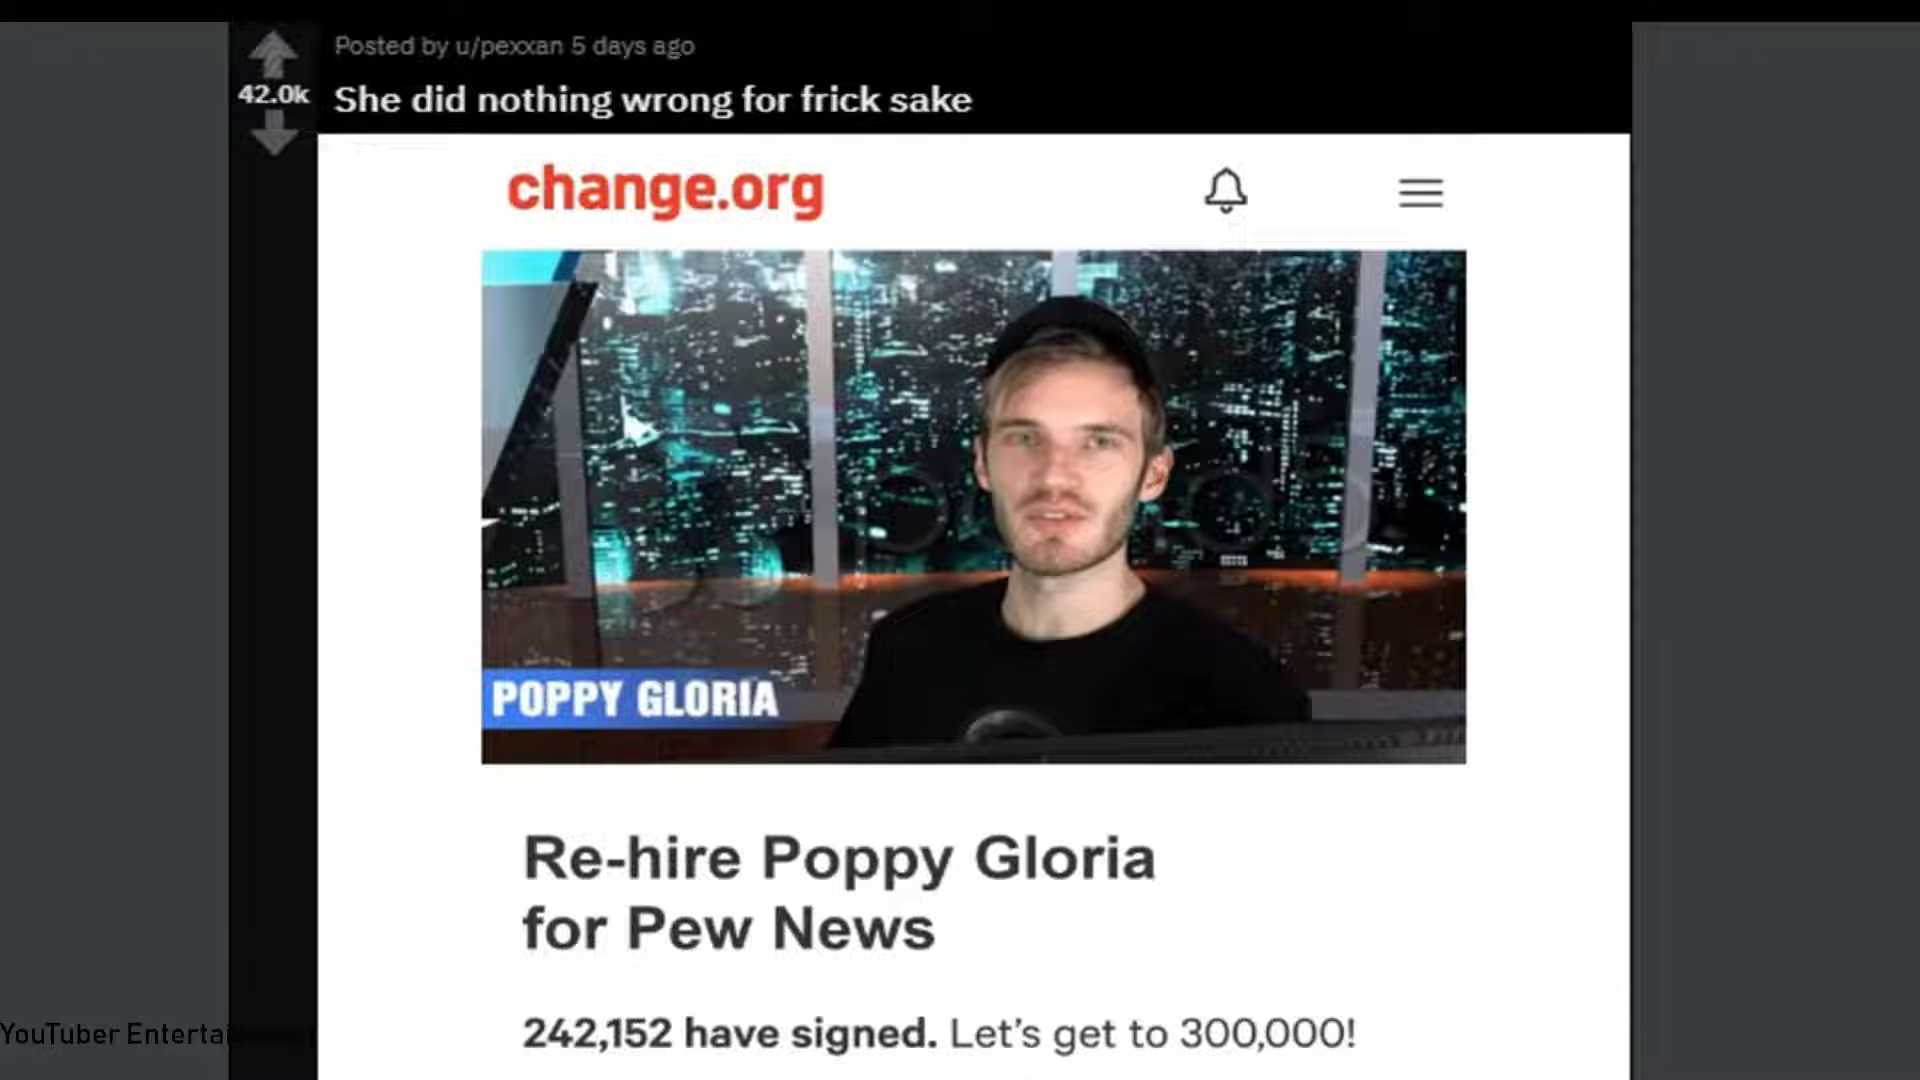 Posted by u/pexxan 5 days ago
42.0k
She did nothing wrong for frick sake
change.org
POPPY GLORIA
Re-hire Poppy Gloria
for Pew News
242,152 have signed. Let's get to 300,000!
YouTuber